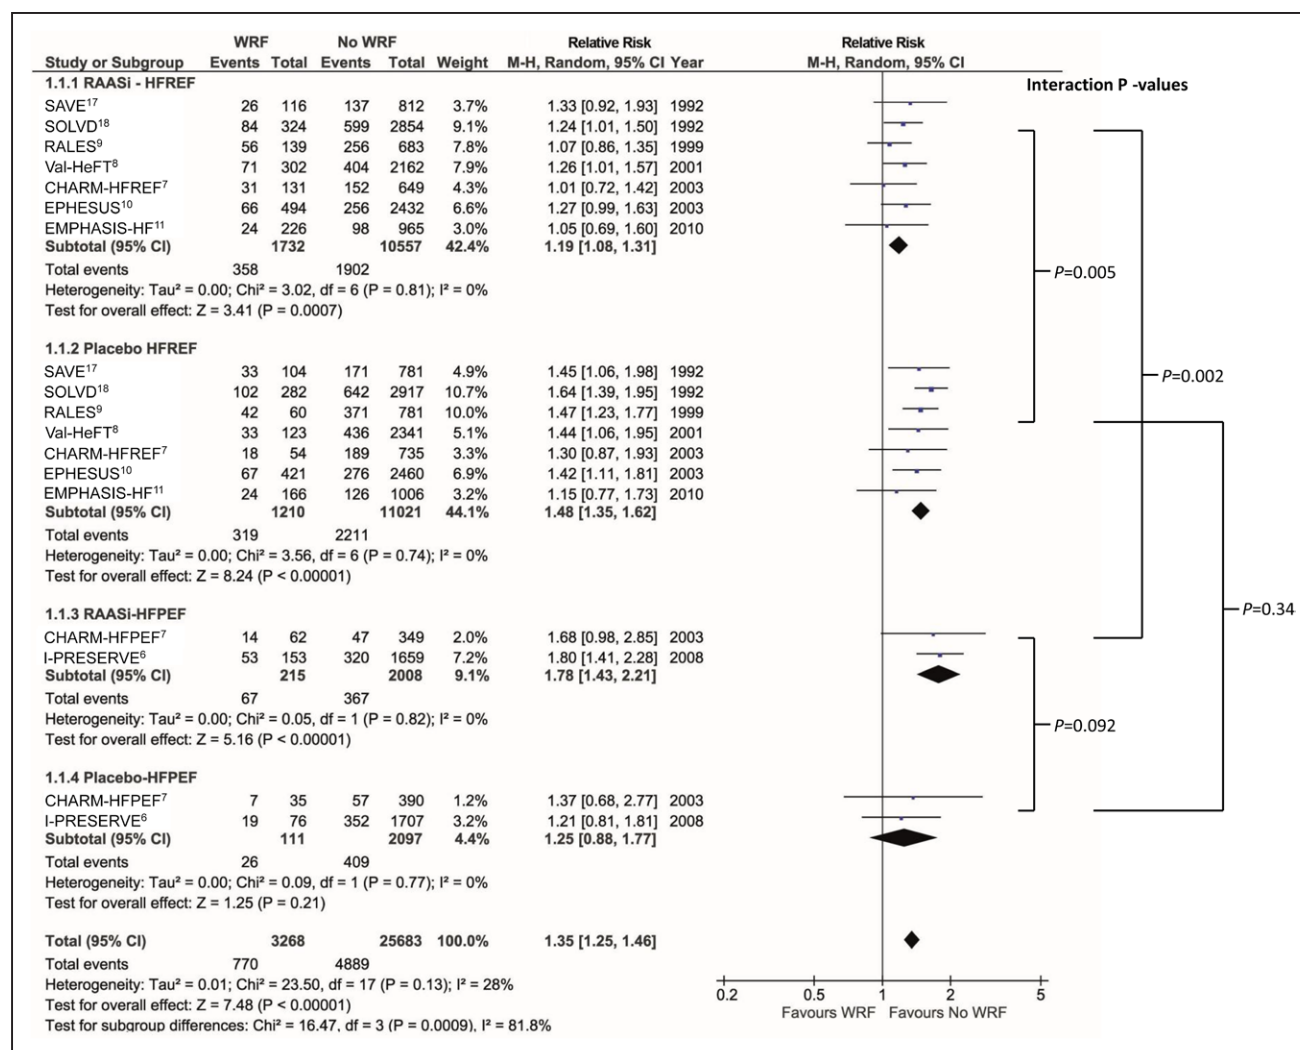 WRF No WRF Relative Risk Relative Risk
Study or Subgroup Events Total Events Total Weight M-H, Random, 95% CI Year M-H, Random, 95% CI
1.1.1 RAASi - HFREF Interaction P -values
SAVE¹⁷ 26 116 137 812 3.7% 1.33 [0.92, 1.93] 1992
SOLVD¹⁸ 84 324 599 2854 9.1% 1.24 [1.01, 1.50] 1992
RALES⁹ 56 139 256 683 7.8% 1.07 [0.86, 1.35] 1999
Val-HeFT⁸ 71 302 404 2162 7.9% 1.26 [1.01, 1.57] 2001
CHARM-HFREF⁷ 31 131 152 649 4.3% 1.01 [0.72, 1.42] 2003
EPHESUS¹⁰ 66 494 256 2432 6.6% 1.27 [0.99, 1.63] 2003
EMPHASIS-HF¹¹ 24 226 98 965 3.0% 1.05 [0.69, 1.60] 2010
Subtotal (95% CI) 1732 10557 42.4% 1.19 [1.08, 1.31]
Total events 358 1902
P=0.005
Heterogeneity: Tau² = 0.00; Chi² = 3.02, df = 6 (P = 0.81); I² = 0%
Test for overall effect: Z = 3.41 (P = 0.0007)
1.1.2 Placebo HFREF
SAVE¹⁷ 33 104 171 781 4.9% 1.45 [1.06, 1.98] 1992
P=0.002
SOLVD¹⁸ 102 282 642 2917 10.7% 1.64 [1.39, 1.95] 1992
RALES⁹ 42 60 371 781 10.0% 1.47 [1.23, 1.77] 1999
Val-HeFT⁸ 33 123 436 2341 5.1% 1.44 [1.06, 1.95] 2001
CHARM-HFREF⁷ 18 54 189 735 3.3% 1.30 [0.87, 1.93] 2003
EPHESUS¹⁰ 67 421 276 2460 6.9% 1.42 [1.11, 1.81] 2003
EMPHASIS-HF¹¹ 24 166 126 1006 3.2% 1.15 [0.77, 1.73] 2010
Subtotal (95% CI) 1210 11021 44.1% 1.48 [1.35, 1.62]
Total events 319 2211
Heterogeneity: Tau² = 0.00; Chi² = 3.56, df = 6 (P = 0.74); I² = 0%
Test for overall effect: Z = 8.24 (P < 0.00001)
1.1.3 RAASi-HFPEF
P=0.34
CHARM-HFPEF⁷ 14 62 47 349 2.0% 1.68 [0.98, 2.85] 2003
I-PRESERVE⁶ 53 153 320 1659 7.2% 1.80 [1.41, 2.28] 2008
Subtotal (95% CI) 215 2008 9.1% 1.78 [1.43, 2.21]
Total events 67 367
Heterogeneity: Tau² = 0.00; Chi² = 0.05, df = 1 (P = 0.82); I² = 0%
P=0.092
Test for overall effect: Z = 5.16 (P < 0.00001)
1.1.4 Placebo-HFPEF
CHARM-HFPEF⁷ 7 35 57 390 1.2% 1.37 [0.68, 2.77] 2003
I-PRESERVE⁶ 19 76 352 1707 3.2% 1.21 [0.81, 1.81] 2008
Subtotal (95% CI) 111 2097 4.4% 1.25 [0.88, 1.77]
Total events 26 409
Heterogeneity: Tau² = 0.00; Chi² = 0.09, df = 1 (P = 0.77); I² = 0%
Test for overall effect: Z = 1.25 (P = 0.21)
Total (95% CI) 3268 25683 100.0% 1.35 [1.25, 1.46]
Total events 770 4889
Heterogeneity: Tau² = 0.01; Chi² = 23.50, df = 17 (P = 0.13); I² = 28%
Test for overall effect: Z = 7.48 (P < 0.00001)
Test for subgroup differences: Chi² = 16.47, df = 3 (P = 0.0009), I² = 81.8%
0.2 0.5 1 2 5
Favours WRF Favours No WRF